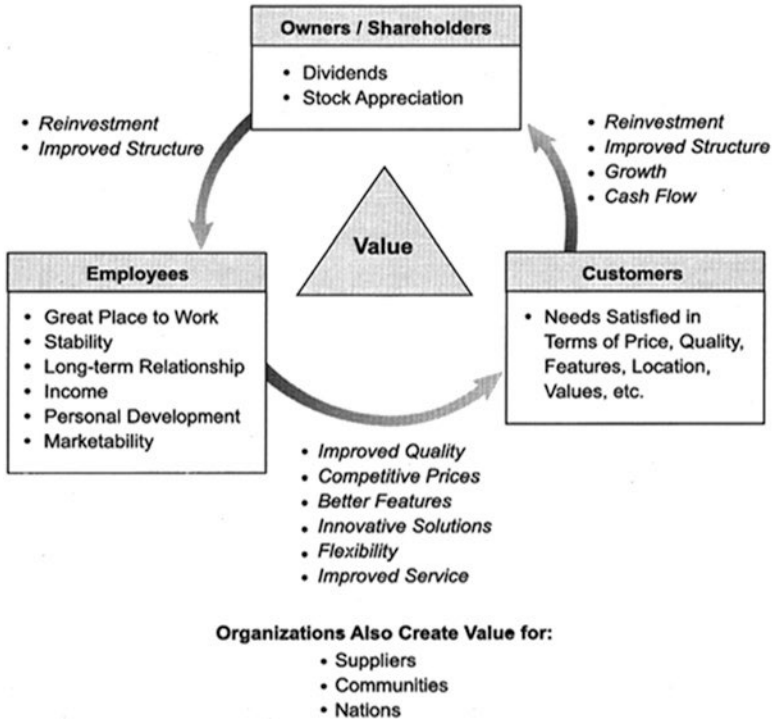 Owners / Shareholders
• Dividends
• Stock Appreciation
• Reinvestment
• Improved Structure
• Reinvestment
• Improved Structure
• Growth
• Cash Flow
Value
Employees
• Great Place to Work
• Stability
• Long-term Relationship
• Income
• Personal Development
• Marketability
Customers
• Needs Satisfied in
Terms of Price, Quality,
Features, Location,
Values, etc.
• Improved Quality
• Competitive Prices
• Better Features
• Innovative Solutions
• Flexibility
• Improved Service
Organizations Also Create Value for:
• Suppliers
• Communities
• Nations